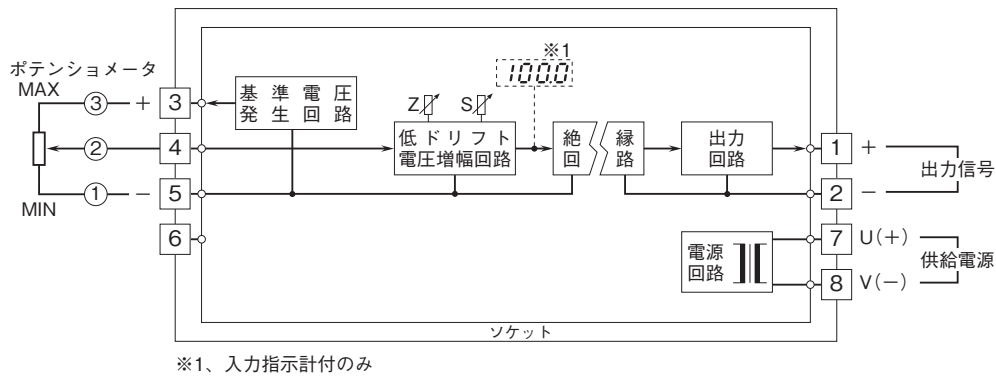 ポテンショメータ
MAX
③
+
3
②
4
①
−
5
MIN
6
基準電圧
発生回路
Z
S
※1
100.0
低ドリフト
電圧増幅回路
絶縁
回路
出力
回路
1
+
2
−
出力信号
電源
回路
7
U(+)
8
V(−)
供給電源
ソケット
※1、入力指示計付のみ